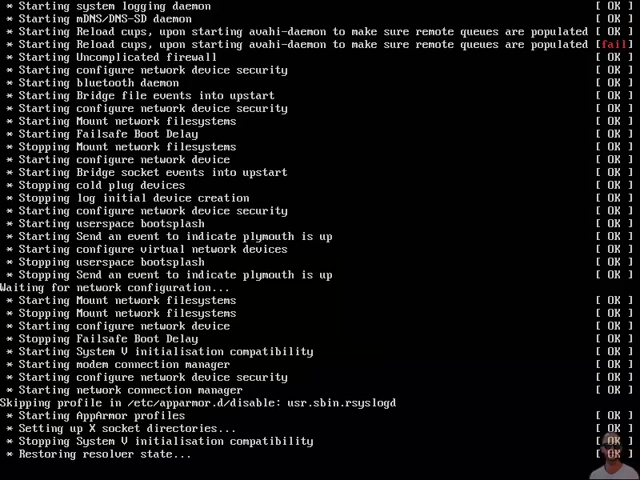 * Starting system logging daemon [ OK ]
* Starting mDNS/DNS-SD daemon [ OK ]
* Starting Reload cups, upon starting avahi-daemon to make sure remote queues are populated [ OK ]
* Starting Reload cups, upon starting avahi-daemon to make sure remote queues are populated [fail]
* Starting Uncomplicated firewall [ OK ]
* Starting configure network device security [ OK ]
* Starting bluetooth daemon [ OK ]
* Starting Bridge file events into upstart [ OK ]
* Starting configure network device security [ OK ]
* Starting Mount network filesystems [ OK ]
* Starting Failsafe Boot Delay [ OK ]
* Stopping Mount network filesystems [ OK ]
* Starting configure network device [ OK ]
* Starting Bridge socket events into upstart [ OK ]
* Stopping cold plug devices [ OK ]
* Stopping log initial device creation [ OK ]
* Starting configure network device security [ OK ]
* Starting userspace bootsplash [ OK ]
* Starting Send an event to indicate plymouth is up [ OK ]
* Starting configure virtual network devices [ OK ]
* Stopping userspace bootsplash [ OK ]
* Stopping Send an event to indicate plymouth is up [ OK ]
Waiting for network configuration...
* Starting Mount network filesystems [ OK ]
* Stopping Mount network filesystems [ OK ]
* Starting configure network device [ OK ]
* Stopping Failsafe Boot Delay [ OK ]
* Starting System V initialisation compatibility [ OK ]
* Starting modem connection manager [ OK ]
* Starting configure network device security [ OK ]
* Starting network connection manager [ OK ]
Skipping profile in /etc/apparmor.d/disable: usr.sbin.rsyslogd
* Starting AppArmor profiles [ OK ]
* Setting up X socket directories... [ OK ]
* Stopping System V initialisation compatibility [ OK ]
* Restoring resolver state... [ OK ]